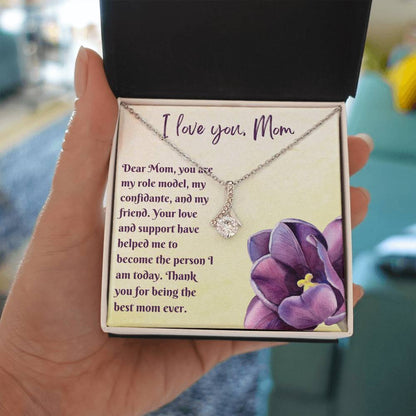 I love you, Mom
Dear Mom, you are
my role model, my
confidante, and my
friend. Your love
and support have
helped me to
become the person I
am today. Thank
you for being the
best mom ever.